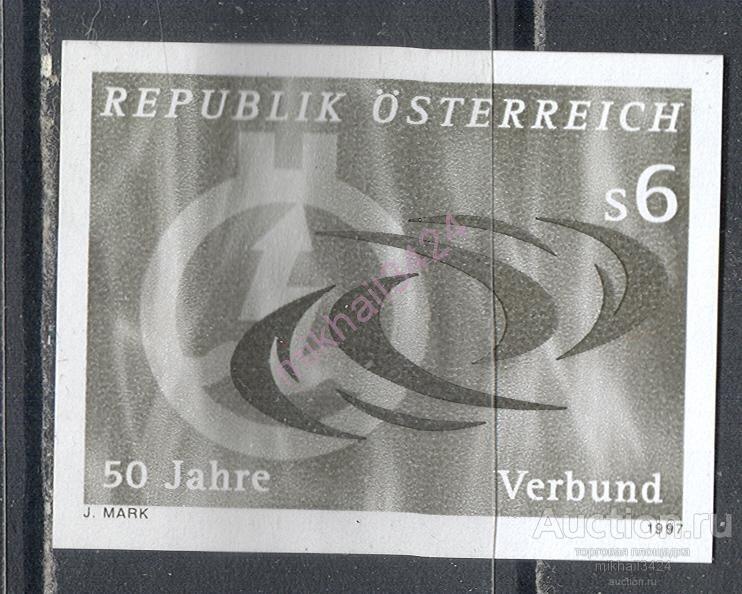 REPUBLIK ÖSTERREICH
s6
mikhail3424
50 Jahre Verbund
J. MARK 1997
Auction.ru
торговая площадка
mikhail3424
auction.ru